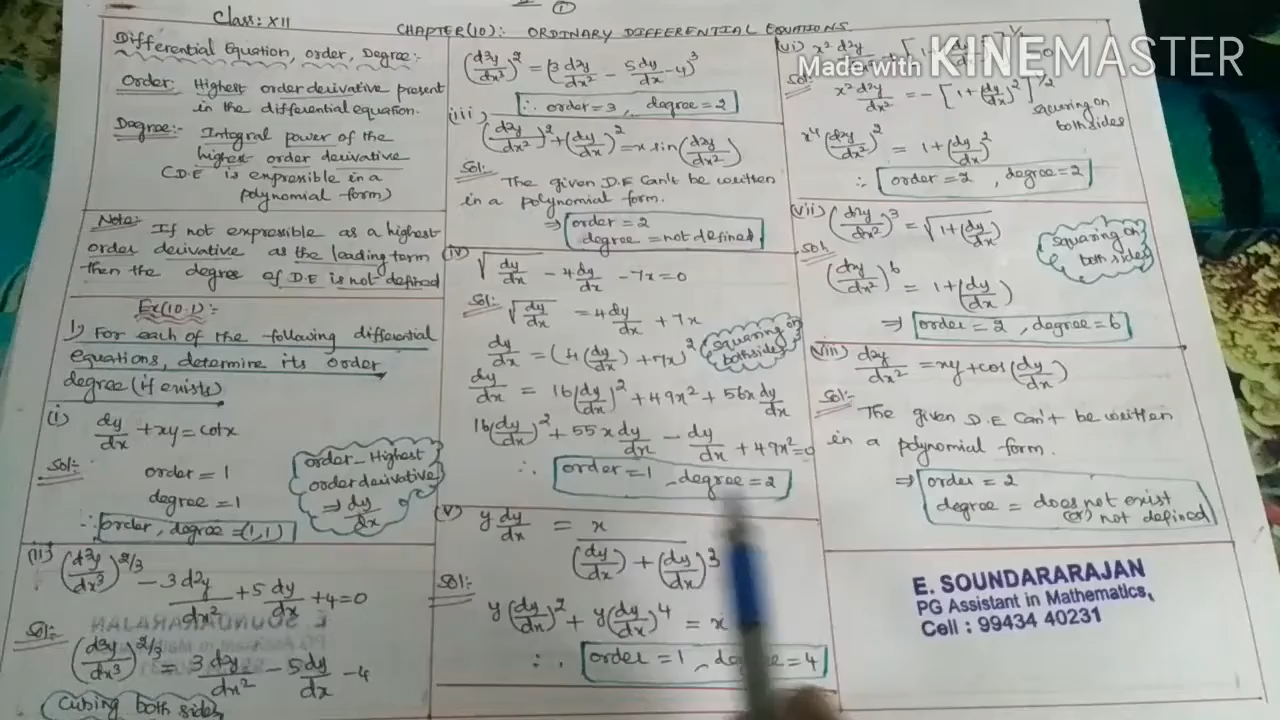 ①
Class: XII
CHAPTER(10): ORDINARY DIFFERENTIAL EQUATIONS
Made with KINEMASTER
Differential Equation, order, Degree:-
Order: Highest order derivative present
in the differential equation.
Degree:- Integral power of the
highest order derivative
(D.E is expressible in a
polynomial form)
Note:- If not expressible as a highest
order derivative as the leading term
then the degree of D.E is not defined
Ex(10.1):-
1) For each of the following differential
equations, determine its order
degree (if exists)
(i) dy/dx + xy = cotx
Sol:- order = 1
degree = 1
∴ order, degree = (1,1)
order – Highest
order derivative
⇒ dy/dx
(ii) (d³y/dx³)^2/3 − 3 d²y/dx² + 5 dy/dx + 4 = 0
Sol:- (d³y/dx³)^2/3 = 3 d²y/dx² − 5 dy/dx − 4
Cubing both sides
(d³y/dx³)² = (3 d²y/dx² − 5 dy/dx − 4)³
∴ order = 3, degree = 2
(iii) (d²y/dx²)² + (dy/dx)² = x sin(d²y/dx²)
Sol:- The given D.E Can't be written
in a polynomial form.
⇒ order = 2
degree = not defined
(iv) √dy/dx − 4 dy/dx − 7x = 0
Sol:- √dy/dx = 4 dy/dx + 7x
squaring on
both sides
dy/dx = (4(dy/dx) + 7x)²
dy/dx = 16(dy/dx)² + 49x² + 56x dy/dx
16(dy/dx)² + 55x dy/dx − dy/dx + 49x² = 0
∴ order = 1, degree = 2
(v) y dy/dx = x / (dy/dx) + (dy/dx)³
Sol:- y(dy/dx)² + y(dy/dx)⁴ = x
∴ order = 1, degree = 4
(vi) x² d²y
Sol: x² d²y/dx² = −[1+(dy/dx)²]^1/2
squaring on
both sides
x⁴(d²y/dx²)² = 1+(dy/dx)²
∴ order = 2, degree = 2
(vii) (d²y/dx²)³ = √1+(dy/dx)
Sol. squaring on
both sides
(d²y/dx²)⁶ = 1+(dy/dx)
⇒ order = 2, degree = 6
(viii) d²y/dx² = xy + cos(dy/dx)
Sol:- The given D.E Can't be written
in a polynomial form.
⇒ order = 2
degree = does not exist
(or) not defined
E. SOUNDARARAJAN
PG Assistant in Mathematics,
Cell : 99434 40231